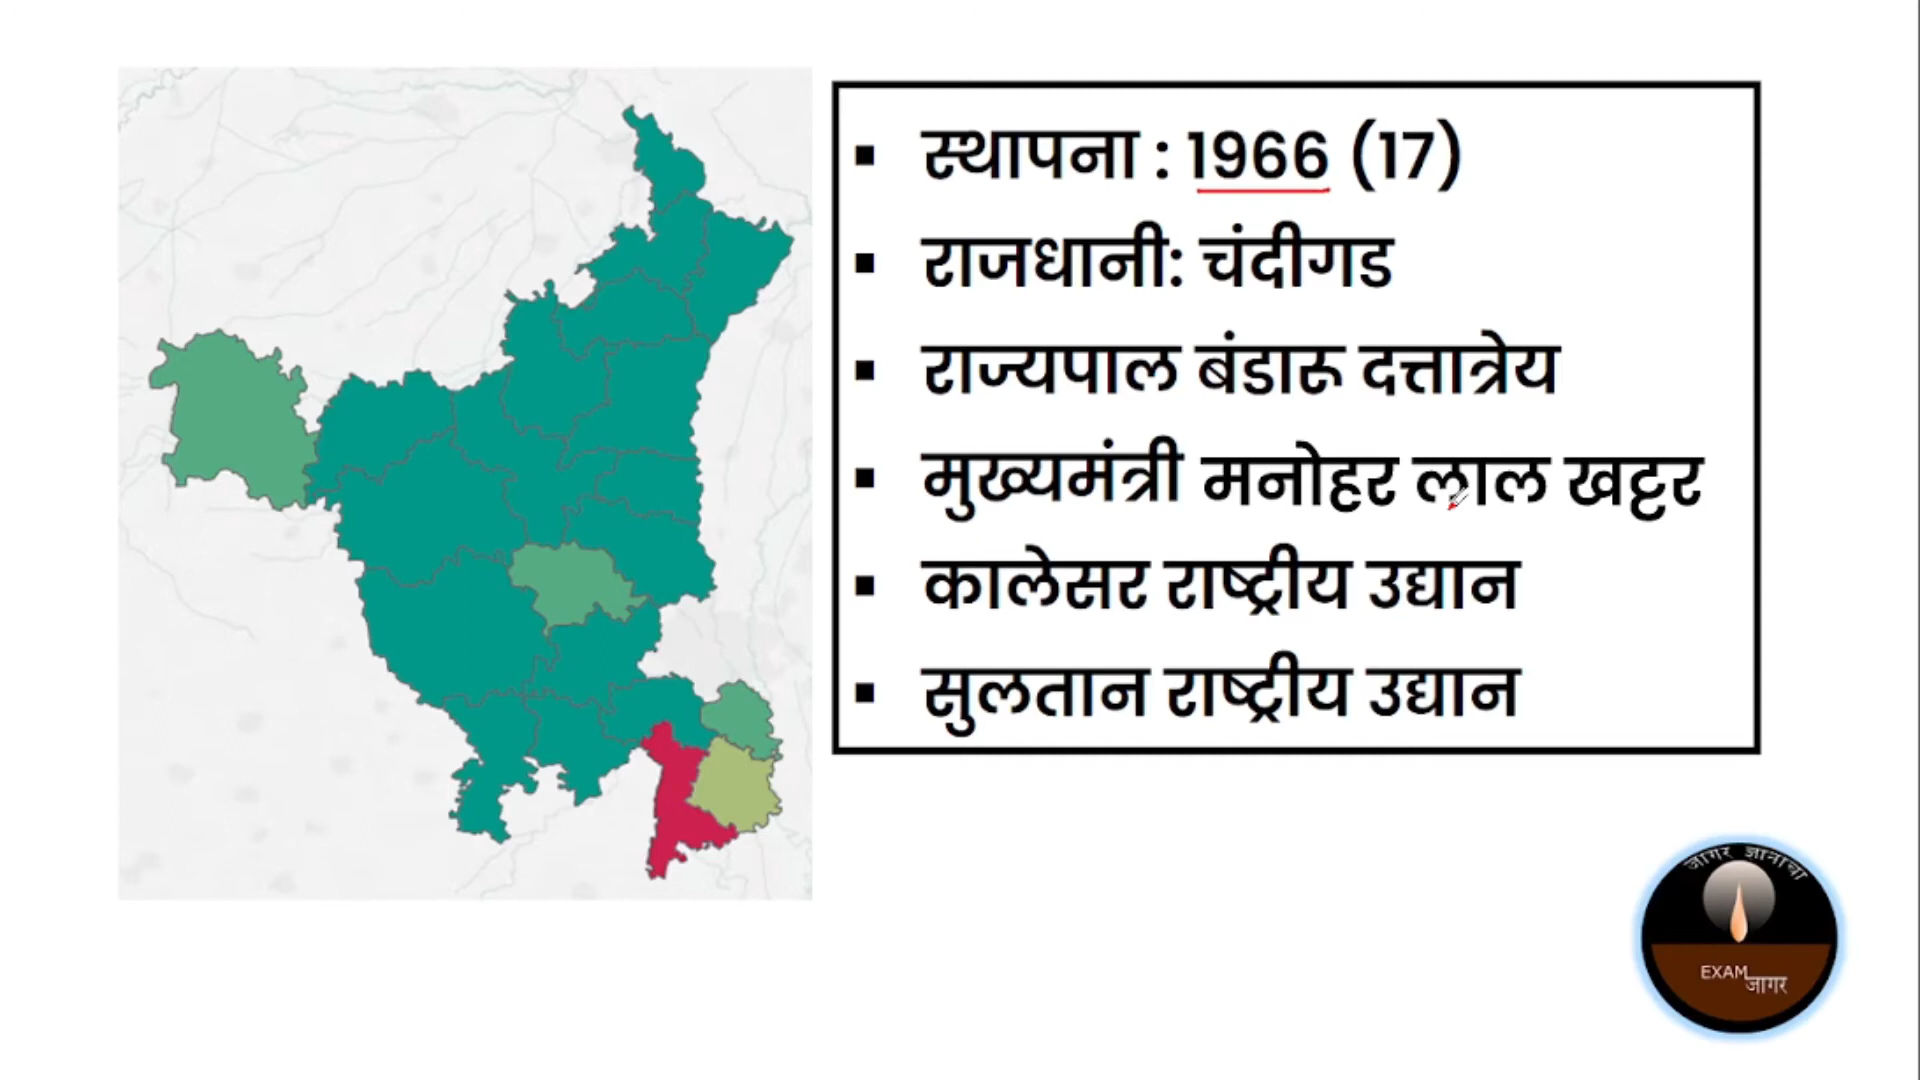 स्थापना : 1966 (17)
राजधानी: चंदीगड
राज्यपाल बंडारू दत्तात्रेय
मुख्यमंत्री मनोहर लाल खट्टर
कालेसर राष्ट्रीय उद्यान
सुलतान राष्ट्रीय उद्यान
जागर ज्ञानाचा
EXAM जागर